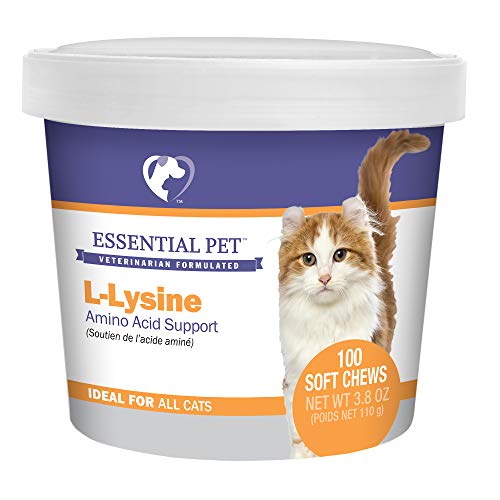 ESSENTIAL PET™
VETERINARIAN FORMULATED
L-Lysine
Amino Acid Support
(Soutien de l'acide aminé)
IDEAL FOR ALL CATS
100
SOFT CHEWS
NET WT 3.8 OZ
(POIDS NET 110 g)